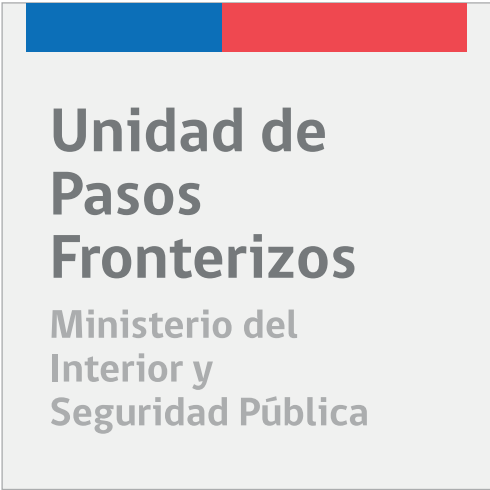 Unidad de
Pasos
Fronterizos
Ministerio del
Interior y
Seguridad Pública